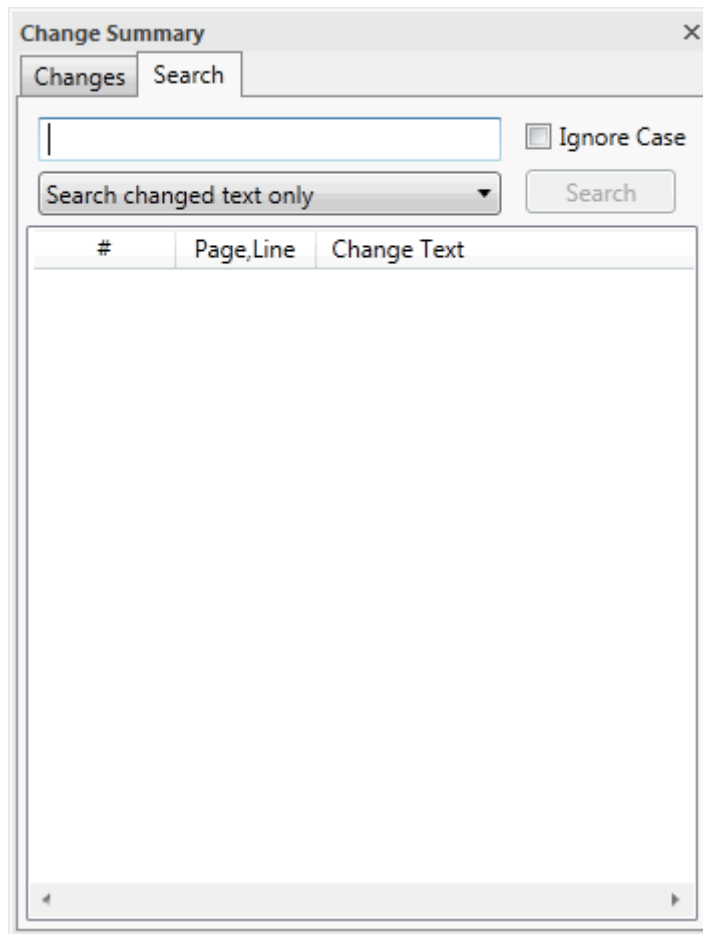 Change Summary
Changes Search
Ignore Case
Search changed text only Search
# Page,Line Change Text